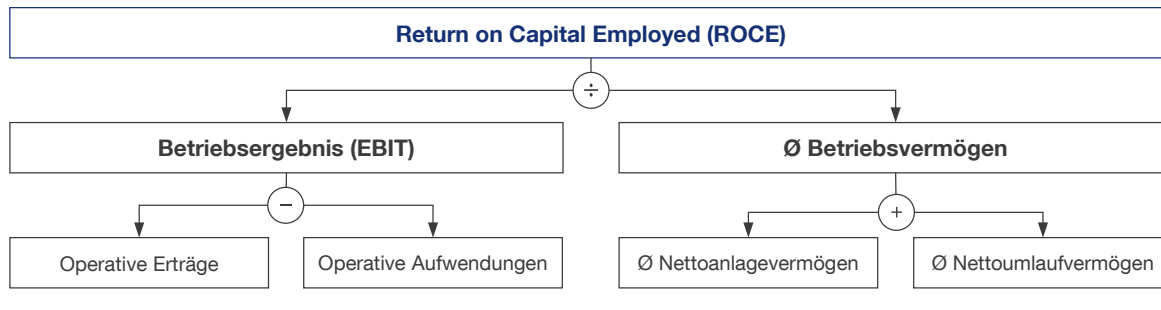 Return on Capital Employed (ROCE)
÷
Betriebsergebnis (EBIT)
Ø Betriebsvermögen
−
+
Operative Erträge
Operative Aufwendungen
Ø Nettoanlagevermögen
Ø Nettoumlaufvermögen